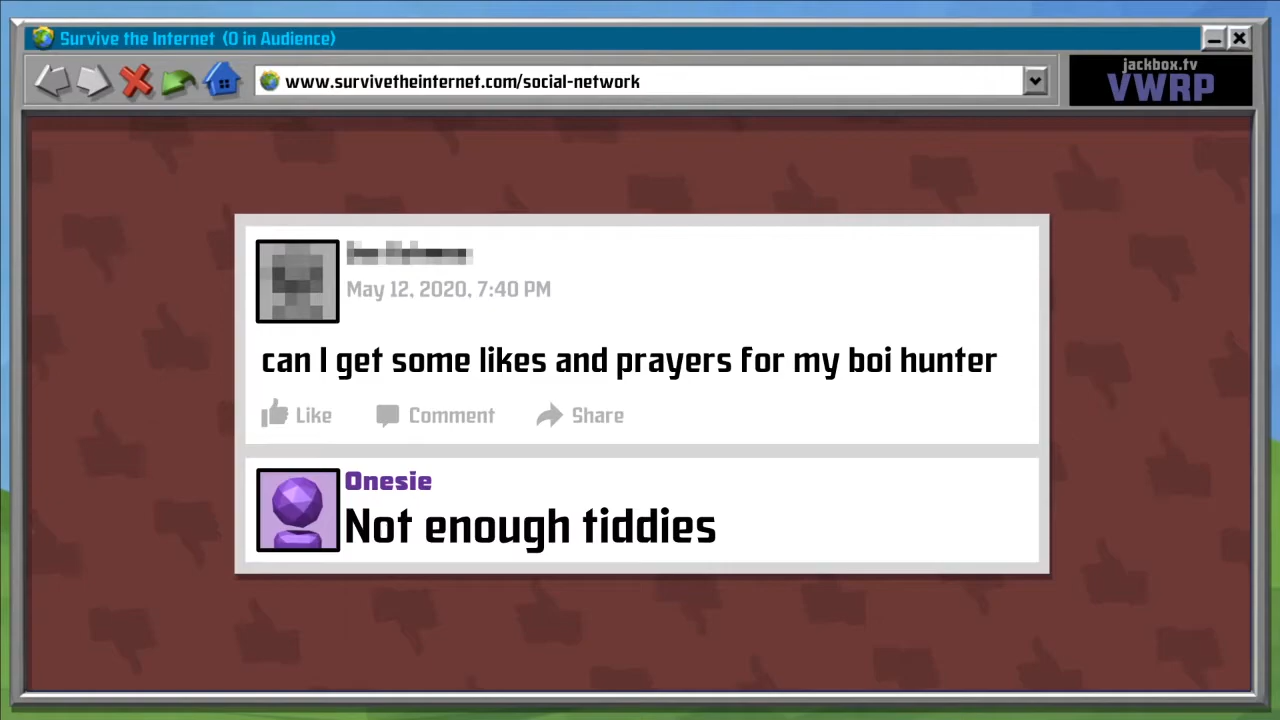 Survive the Internet (0 in Audience)
www.survivetheinternet.com/social-network
jackbox.tv
VWRP
May 12, 2020, 7:40 PM
can I get some likes and prayers for my boi hunter
Like Comment Share
Onesie
Not enough tiddies